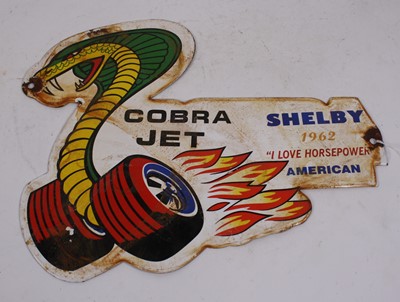 COBRA
JET
SHELBY
1962
"I LOVE HORSEPOWER
AMERICAN